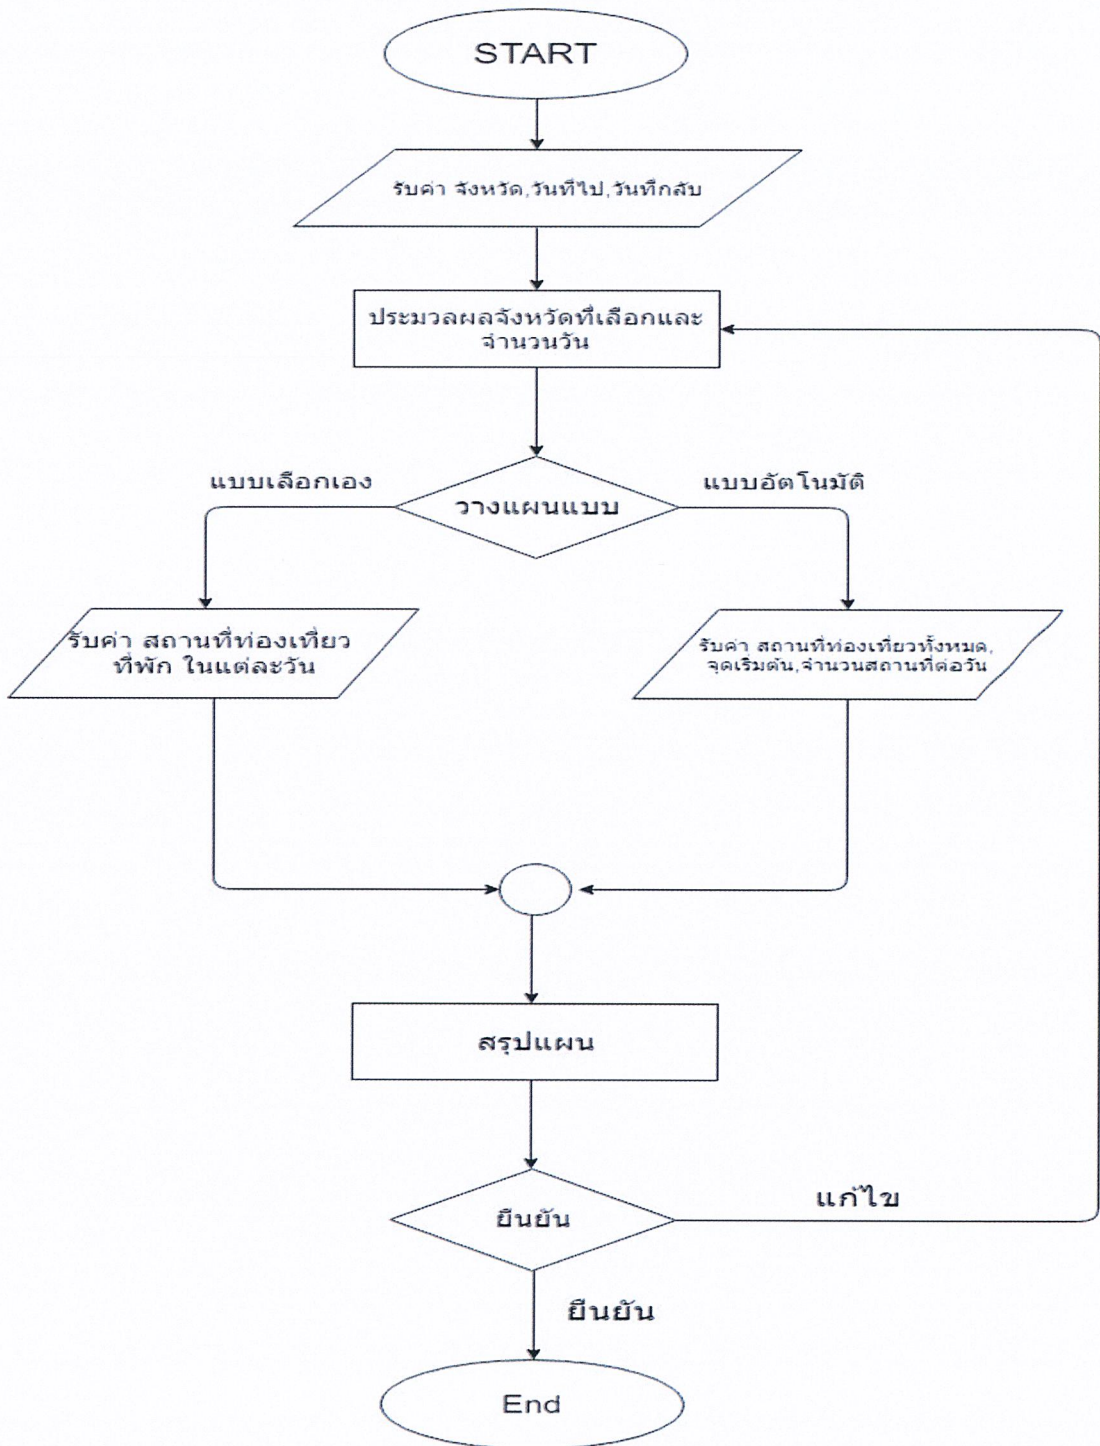 START
รับค่า จังหวัด,วันที่ไป,วันที่กลับ
ประมวลผลจังหวัดที่เลือกและ
จำนวนวัน
แบบเลือกเอง
แบบอัตโนมัติ
วางแผนแบบ
รับค่า สถานที่ท่องเที่ยว
ที่พัก ในแต่ละวัน
รับค่า สถานที่ท่องเที่ยวทั้งหมด,
จุดเริ่มต้น,จำนวนสถานที่ต่อวัน
สรุปแผน
แก้ไข
ยืนยัน
ยืนยัน
End